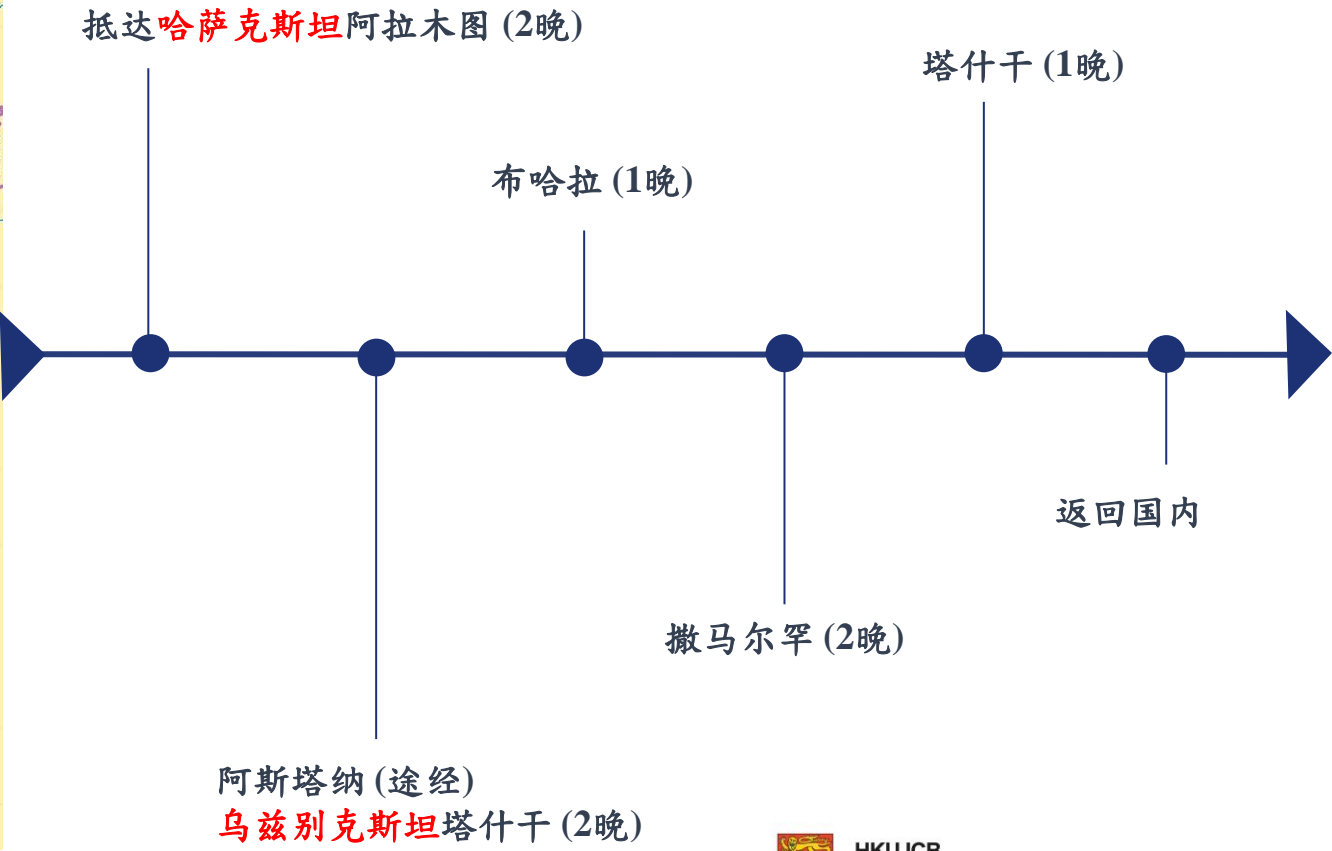 抵达哈萨克斯坦阿拉木图 (2晚)
塔什干 (1晚)
布哈拉 (1晚)
返回国内
撒马尔罕 (2晚)
阿斯塔纳 (途经)
乌兹别克斯坦塔什干 (2晚)